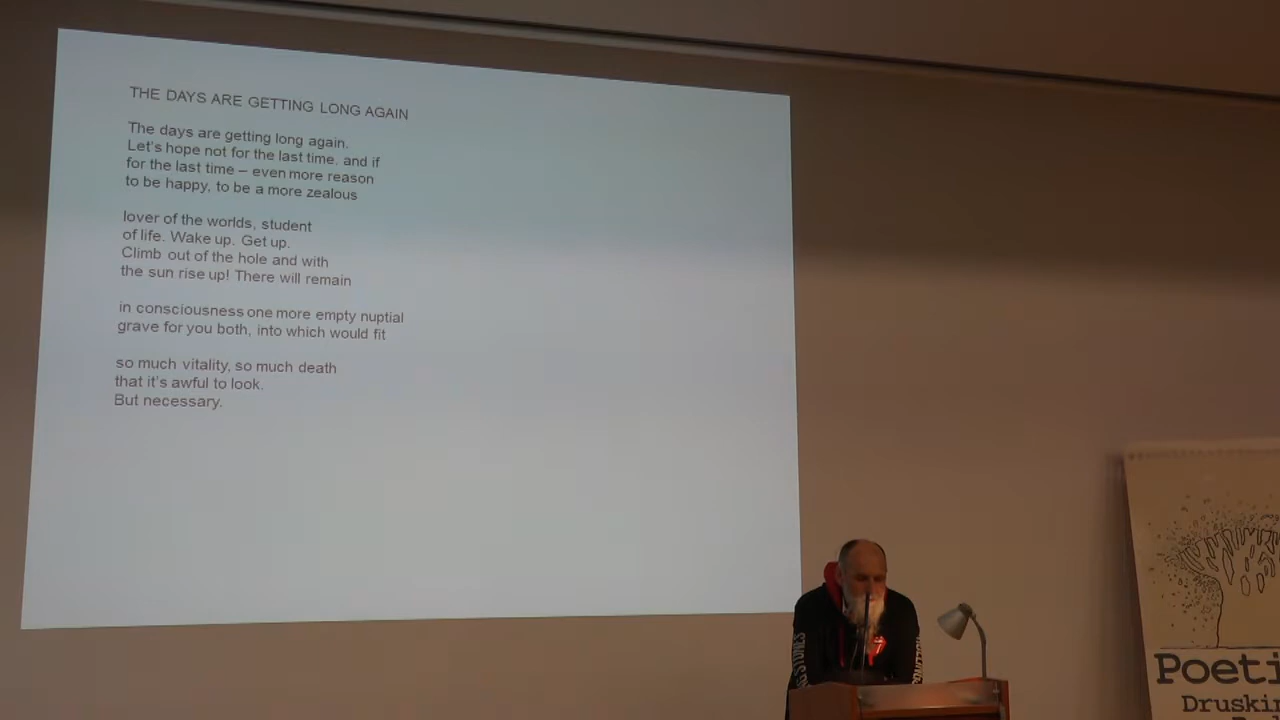 THE DAYS ARE GETTING LONG AGAIN
The days are getting long again.
Let's hope not for the last time. and if
for the last time – even more reason
to be happy, to be a more zealous
lover of the worlds, student
of life. Wake up. Get up.
Climb out of the hole and with
the sun rise up! There will remain
in consciousness one more empty nuptial
grave for you both, into which would fit
so much vitality, so much death
that it's awful to look.
But necessary.
STONES
Poeti
Druski